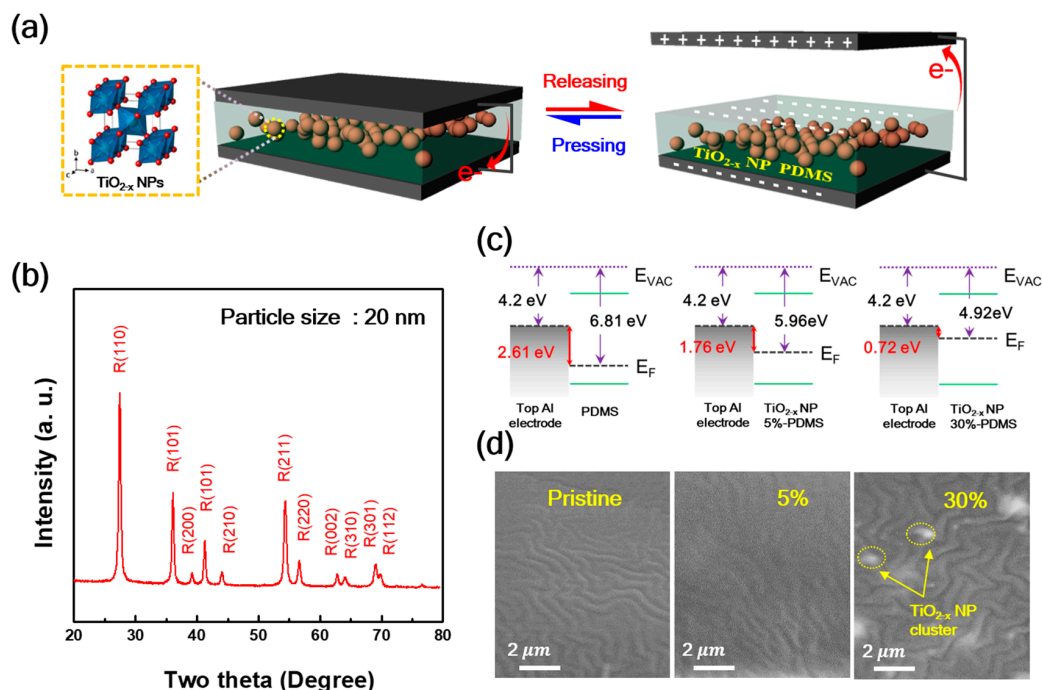 (a)
TiO2-x NPs
b
c
a
e-
Releasing
Pressing
+ + + + + + + + + +
e-
TiO2-x NP PDMS
(b)
Particle size : 20 nm
R(110)
R(101)
R(200)
R(101)
R(210)
R(211)
R(220)
R(002)
R(310)
R(301)
R(112)
Intensity (a. u.)
20 30 40 50 60 70 80
Two theta (Degree)
(c)
EVAC
4.2 eV
6.81 eV
2.61 eV
EF
Top Al
electrode
PDMS
EVAC
4.2 eV
5.96eV
1.76 eV
EF
Top Al
electrode
TiO2-x NP
5%-PDMS
EVAC
4.2 eV
4.92eV
0.72 eV
EF
Top Al
electrode
TiO2-x NP
30%-PDMS
(d)
Pristine
2 μm
5%
2 μm
30%
TiO2-x NP
cluster
2 μm